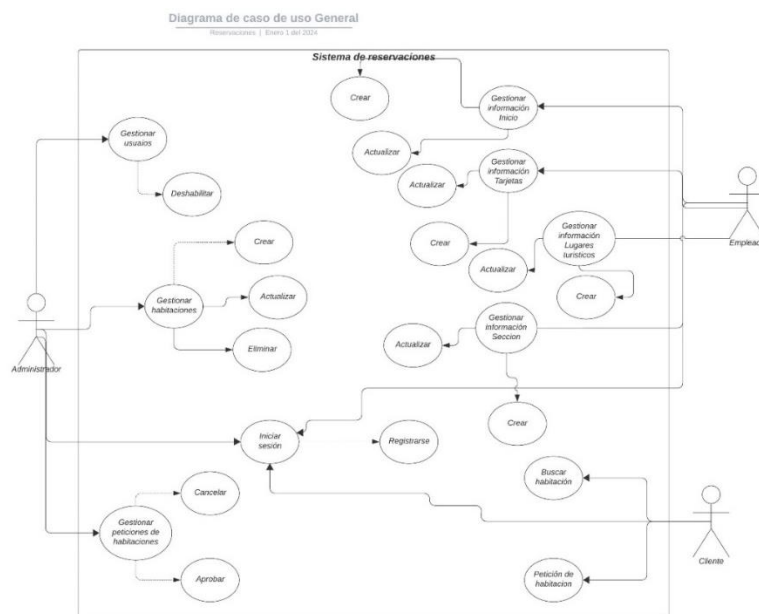 Diagrama de caso de uso General
Reservaciones | Enero 1 del 2024
Sistema de reservaciones
Crear
Gestionar
información
Inicio
Gestionar
usuaios
Actualizar
Gestionar
información
Tarjetas
Actualizar
Deshabilitar
Gestionar
información
Lugares
turisticos
Empleado
Crear
Crear
Actualizar
Gestionar
habitaciones
Actualizar
Crear
Gestionar
información
Seccion
Eliminar
Actualizar
Administrador
Crear
Iniciar
sesión
Registrarse
Buscar
habitación
Cancelar
Gestionar
peticiones de
habitaciones
Cliente
Aprobar
Petición de
habitacion